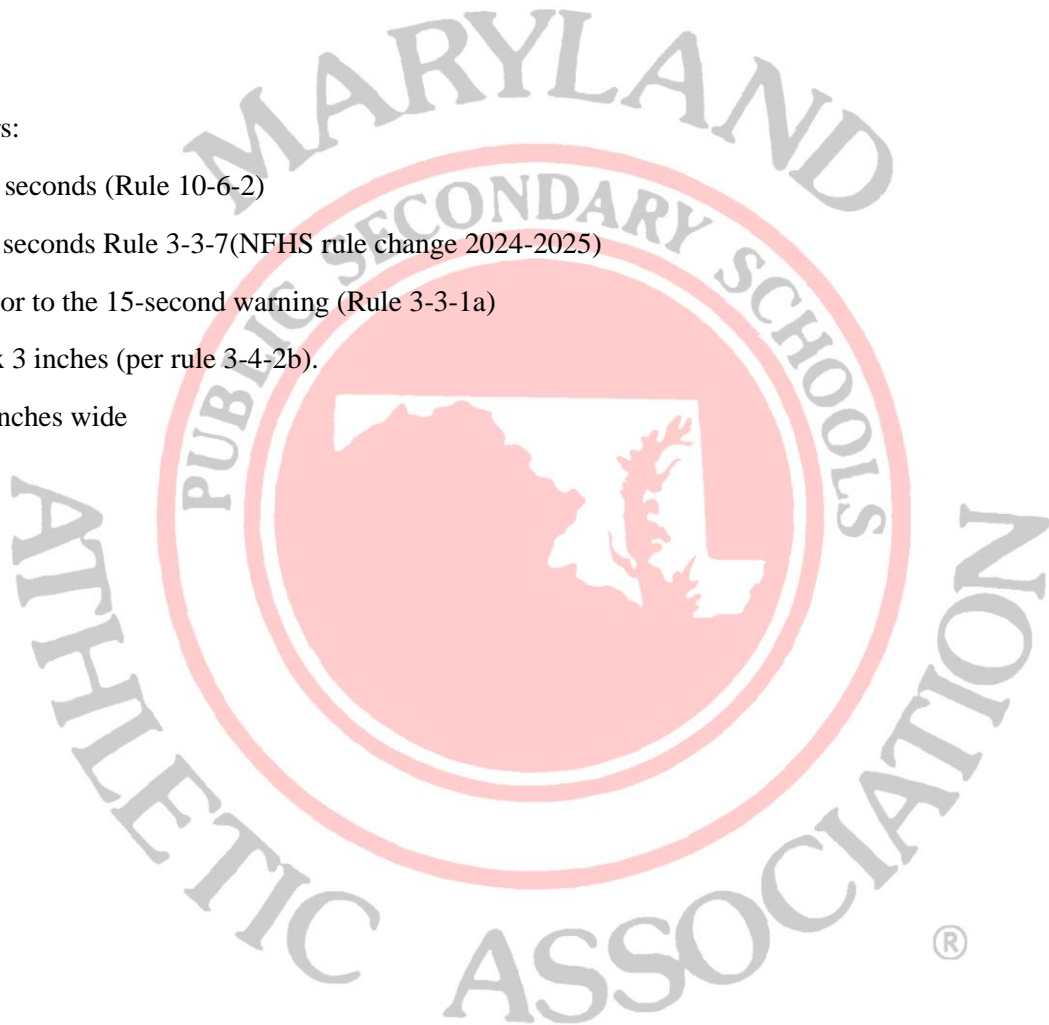 s:
seconds (Rule 10-6-2)
seconds Rule 3-3-7(NFHS rule change 2024-2025)
or to the 15-second warning (Rule 3-3-1a)
x 3 inches (per rule 3-4-2b).
nches wide
MARYLAND
PUBLIC SECONDARY SCHOOLS
ATHLETIC ASSOCIATION
®